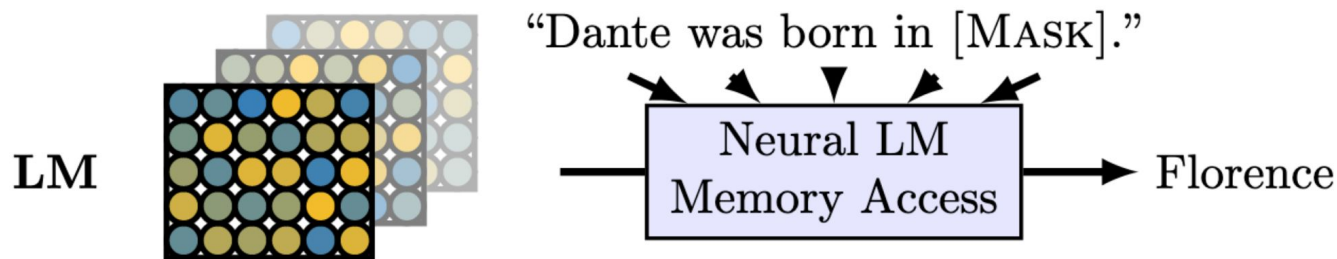 “Dante was born in [MASK].”
LM
Neural LM
Memory Access
Florence